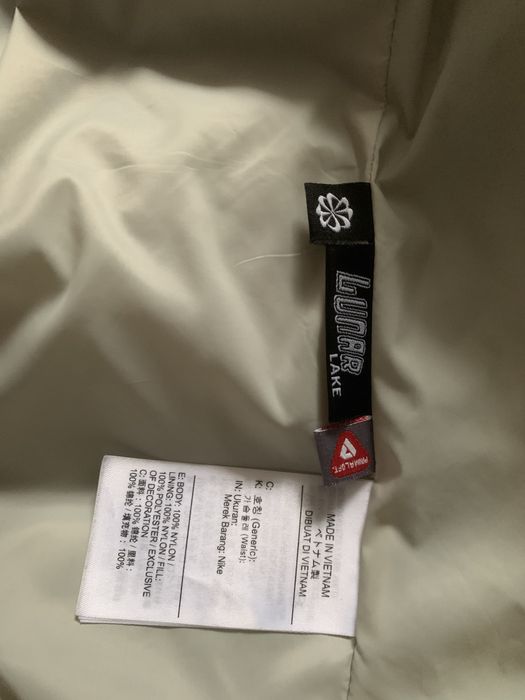 LUNAR
LAKE
PRIMALOFT
MADE IN VIETNAM
ベトナム製
DIBUAT DI VIETNAM
C:
K: 호칭 (Generic):
가슴둘레 (Waist):
IN: Ukuran:
Merek Barang: Nike
E: BODY: 100% NYLON /
LINING: 100% NYLON / FILL:
100% POLYESTER / EXCLUSIVE
OF DECORATION
C: 面料 : 100% 锦纶 / 里料 :
100% 锦纶 / 填充物 : 100%